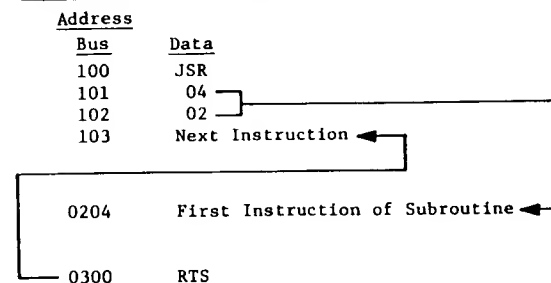 Address
Bus Data
100 JSR
101 04
102 02
103 Next Instruction
0204 First Instruction of Subroutine
0300 RTS